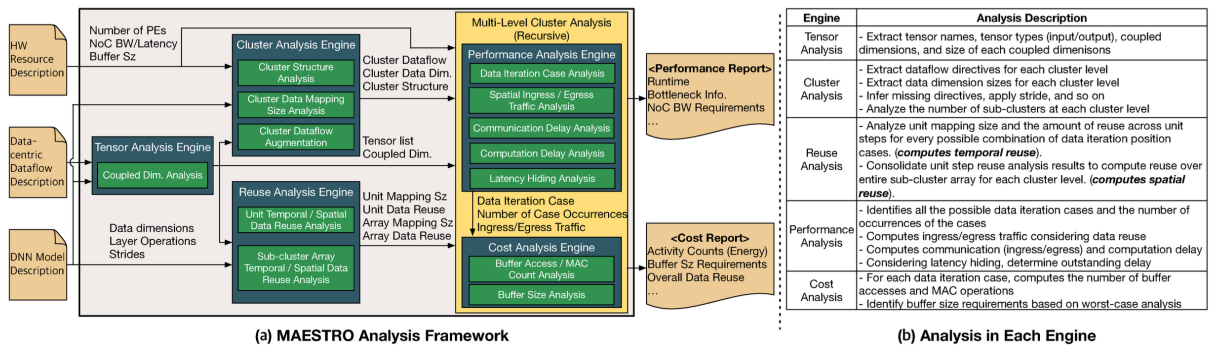 HW
Resource
Description
Data-
centric
Dataflow
Description
DNN Model
Description
Number of PEs
NoC BW/Latency
Buffer Sz
Tensor Analysis Engine
Coupled Dim. Analysis
Data dimensions
Layer Operations
Strides
Cluster Analysis Engine
Cluster Structure
Analysis
Cluster Data Mapping
Size Analysis
Cluster Dataflow
Augmentation
Cluster Dataflow
Cluster Data Dim.
Cluster Structure
Tensor list
Coupled Dim.
Reuse Analysis Engine
Unit Temporal / Spatial
Data Reuse Analysis
Sub-cluster Array
Temporal / Spatial Data
Reuse Analysis
Unit Mapping Sz
Unit Data Reuse
Array Mapping Sz
Array Data Reuse
Multi-Level Cluster Analysis
(Recursive)
Performance Analysis Engine
Data Iteration Case Analysis
Spatial Ingress / Egress
Traffic Analysis
Communication Delay Analysis
Computation Delay Analysis
Latency Hiding Analysis
Data Iteration Case
Number of Case Occurrences
Ingress/Egress Traffic
Cost Analysis Engine
Buffer Access / MAC
Count Analysis
Buffer Size Analysis
<Performance Report>
Runtime
Bottleneck Info.
NoC BW Requirements
...
<Cost Report>
Activity Counts (Energy)
Buffer Sz Requirements
Overall Data Reuse
...
(a) MAESTRO Analysis Framework
Engine
Analysis Description
Tensor
Analysis
- Extract tensor names, tensor types (input/output), coupled
dimensions, and size of each coupled dimenisons
Cluster
Analysis
- Extract dataflow directives for each cluster level
- Extract data dimension sizes for each cluster level
- Infer missing directives, apply stride, and so on
- Analyze the number of sub-clusters at each cluster level
Reuse
Analysis
- Analyze unit mapping size and the amount of reuse across unit
steps for every possible combination of data iteration position
cases. (computes temporal reuse).
- Consolidate unit step reuse analysis results to compute reuse over
entire sub-cluster array for each cluster level. (computes spatial
reuse).
Performance
Analysis
- Identifies all the possible data iteration cases and the number of
occurrences of the cases
- Computes ingress/egress traffic considering data reuse
- Computes communication (ingress/egress) and computation delay
- Considering latency hiding, determine outstanding delay
Cost
Analysis
- For each data iteration case, computes the number of buffer
accesses and MAC operations
- Identify buffer size requirements based on worst-case analysis
(b) Analysis in Each Engine